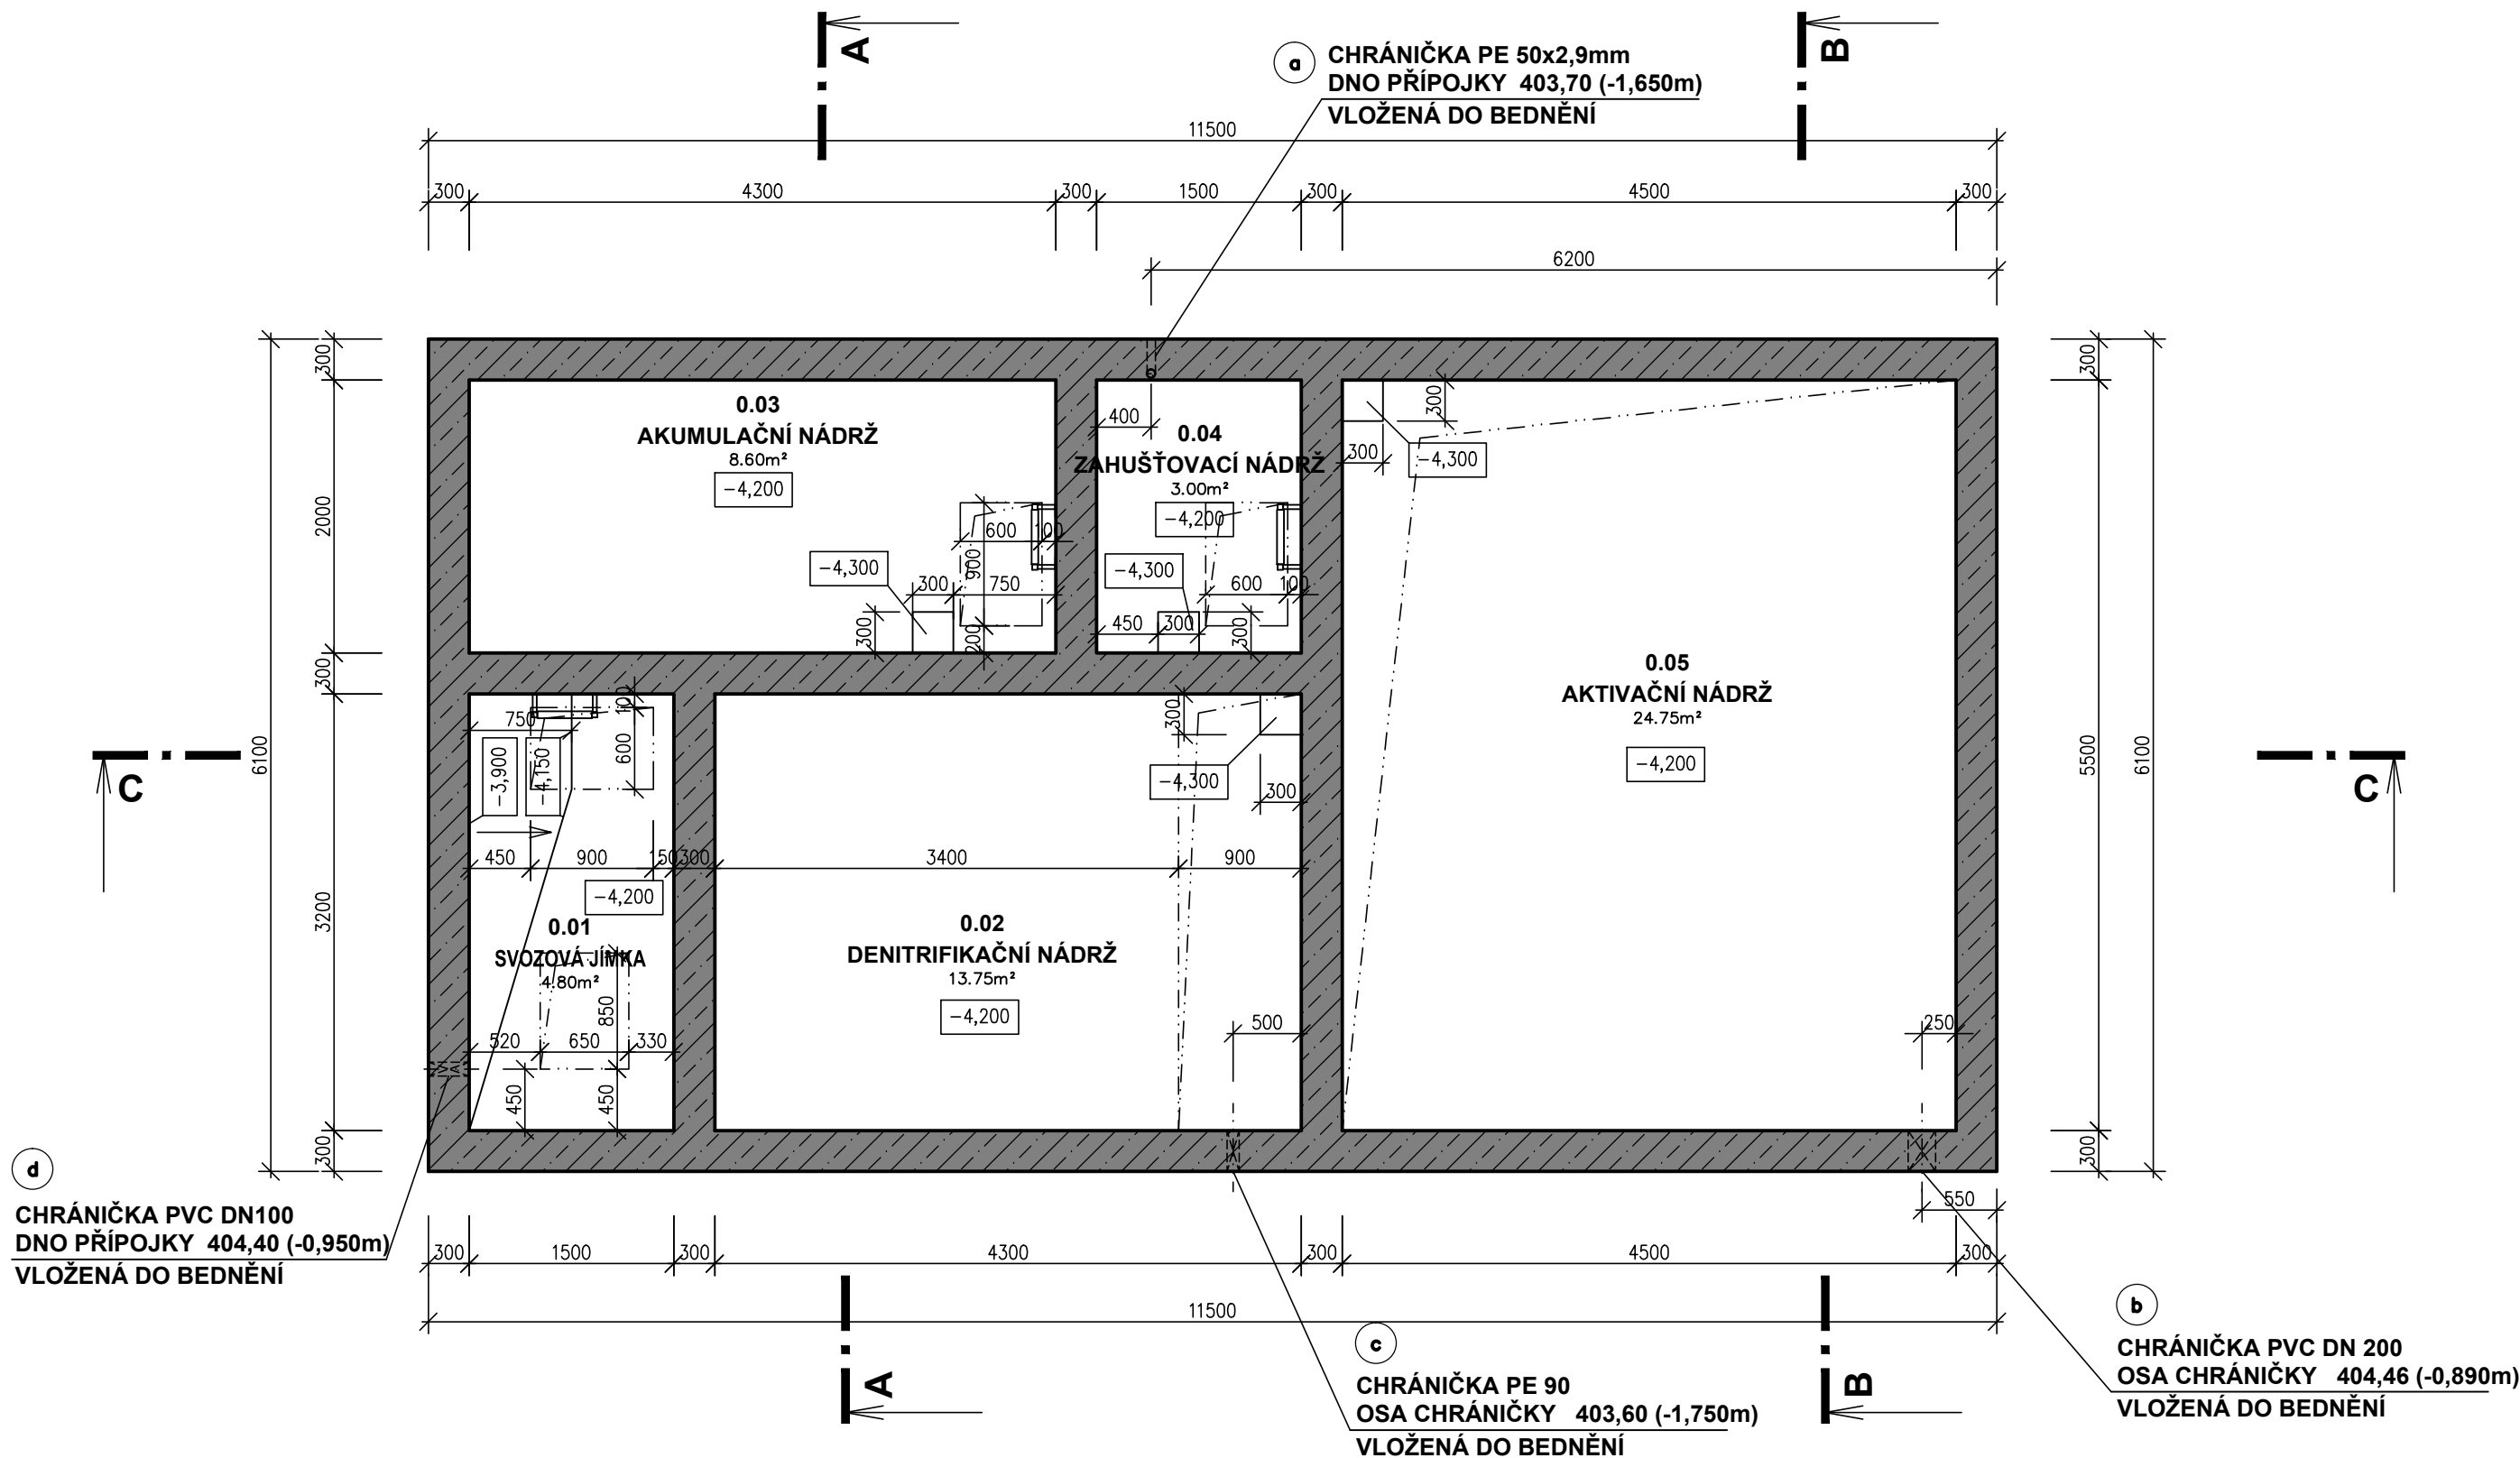 A
B
a
CHRÁNIČKA PE 50x2,9mm
DNO PŘÍPOJKY 403,70 (-1,650m)
VLOŽENÁ DO BEDNĚNÍ
11500
300 4300 300 1500 300 4500 300
6200
300
2000
300
3200
300
6100
300
5500
300
6100
0.03
AKUMULAČNÍ NÁDRŽ
8.60m²
−4,200
−4,300
600 100
900
300 750
300
200
400
0.04
ZAHUŠŤOVACÍ NÁDRŽ
3.00m²
−4,200
−4,300
600 100
450 300
300
300
300
−4,300
0.05
AKTIVAČNÍ NÁDRŽ
24.75m²
−4,200
250
C
C
750
100
600
−3,900
−4,150
450 900 150 300 3400 900
−4,200
0.01
SVOZOVÁ JÍMKA
4.80m²
850
520 650 330
450
450
300
−4,300
300
0.02
DENITRIFIKAČNÍ NÁDRŽ
13.75m²
−4,200
500
d
CHRÁNIČKA PVC DN100
DNO PŘÍPOJKY 404,40 (-0,950m)
VLOŽENÁ DO BEDNĚNÍ
550
300 1500 300 4300 300 4500 300
11500
A
B
c
CHRÁNIČKA PE 90
OSA CHRÁNIČKY 403,60 (-1,750m)
VLOŽENÁ DO BEDNĚNÍ
b
CHRÁNIČKA PVC DN 200
OSA CHRÁNIČKY 404,46 (-0,890m)
VLOŽENÁ DO BEDNĚNÍ